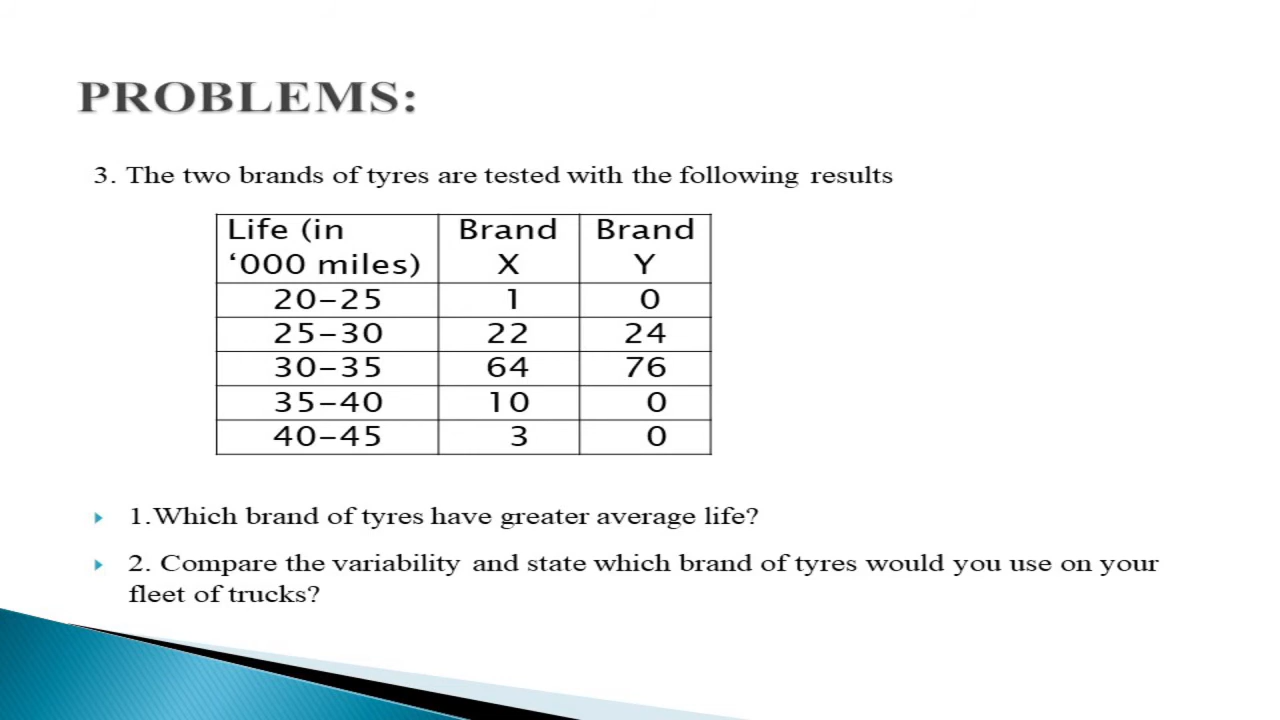 PROBLEMS:
3. The two brands of tyres are tested with the following results
Life (in ‘000 miles) Brand X Brand Y
20-25 1 0
25-30 22 24
30-35 64 76
35-40 10 0
40-45 3 0
1.Which brand of tyres have greater average life?
2. Compare the variability and state which brand of tyres would you use on your
fleet of trucks?